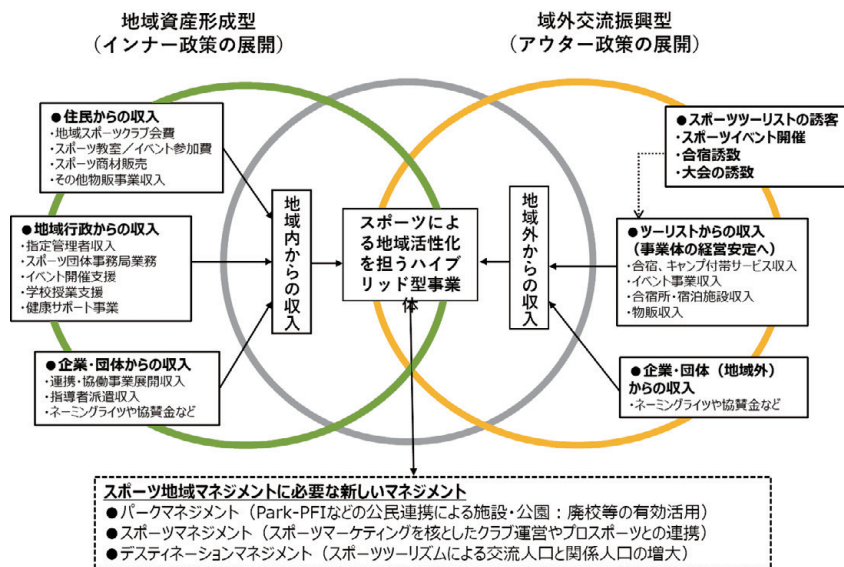 地域資産形成型
（インナー政策の展開）
域外交流振興型
（アウター政策の展開）
●住民からの収入
・地域スポーツクラブ会費
・スポーツ教室／イベント参加費
・スポーツ商材販売
・その他物販事業収入
●地域行政からの収入
・指定管理者収入
・スポーツ団体事務局業務
・イベント開催支援
・学校授業支援
・健康サポート事業
●企業・団体からの収入
・連携・協働事業展開収入
・指導者派遣収入
・ネーミングライツや協賛金など
地域内からの収入
スポーツによ
る地域活性化
を担うハイブ
リッド型事業
体
地域外からの収入
●スポーツツーリストの誘客
・スポーツイベント開催
・合宿誘致
・大会の誘致
●ツーリストからの収入
（事業体の経営安定へ）
・合宿、キャンプ付帯サービス収入
・イベント事業収入
・合宿所・宿泊施設収入
・物販収入
●企業・団体（地域外）
からの収入
・ネーミングライツや協賛金など
スポーツ地域マネジメントに必要な新しいマネジメント
●パークマネジメント（Park-PFIなどの公民連携による施設・公園：廃校等の有効活用）
●スポーツマネジメント（スポーツマーケティングを核としたクラブ運営やプロスポーツとの連携）
●デスティネーションマネジメント（スポーツツーリズムによる交流人口と関係人口の増大）